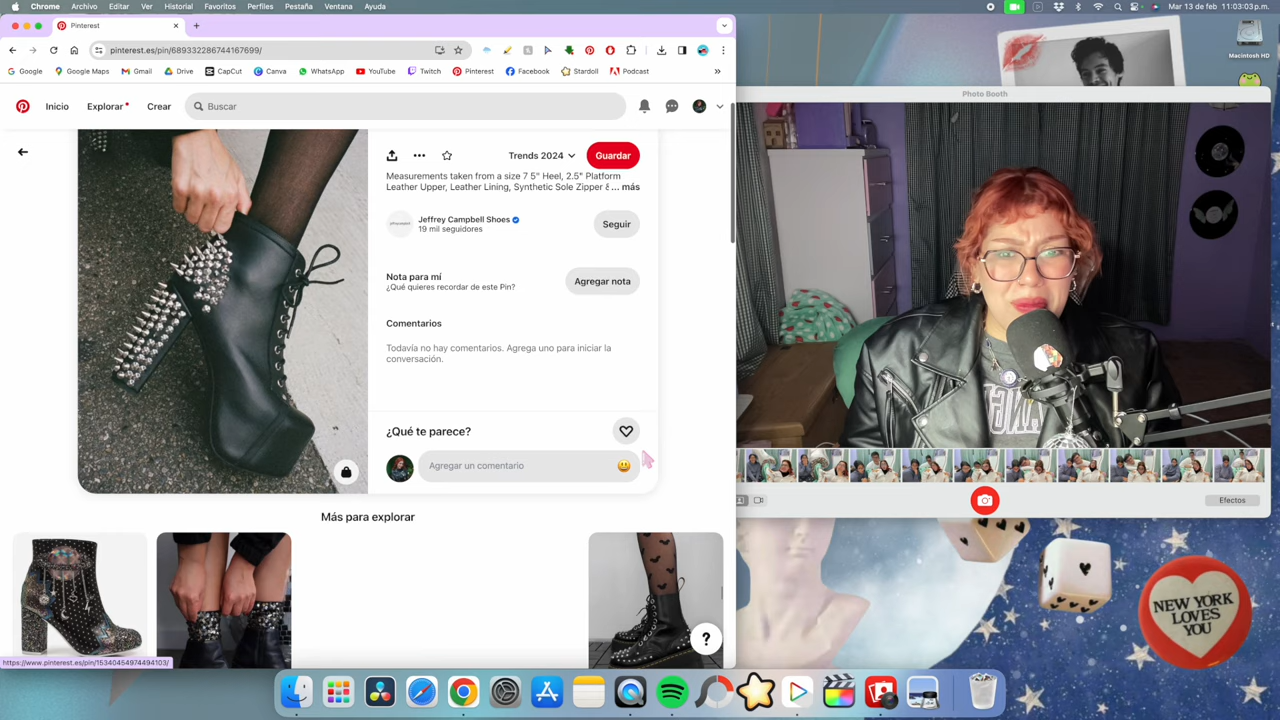 Chrome Archivo Editar Ver Historial Favoritos Perfiles Pestaña Ventana Ayuda
Mar 13 de feb 11:03:03 p.m.
Pinterest
pinterest.es/pin/689332286744167699/
Google Google Maps Gmail Drive CapCut Canva WhatsApp YouTube Twitch Pinterest Facebook Stardoll Podcast
Macintosh HD
Photo Booth
Inicio Explorar Crear Buscar
Trends 2024 Guardar
Measurements taken from a size 7 5" Heel, 2.5" Platform
Leather Upper, Leather Lining, Synthetic Sole Zipper & ... más
Jeffrey Campbell Shoes
19 mil seguidores
Seguir
Nota para mí
¿Qué quieres recordar de este Pin?
Agregar nota
Comentarios
Todavía no hay comentarios. Agrega uno para iniciar la
conversación.
¿Qué te parece?
Agregar un comentario
Más para explorar
?
https://www.pinterest.es/pin/15340454974494103/
Efectos
NEW YORK
LOVES
YOU